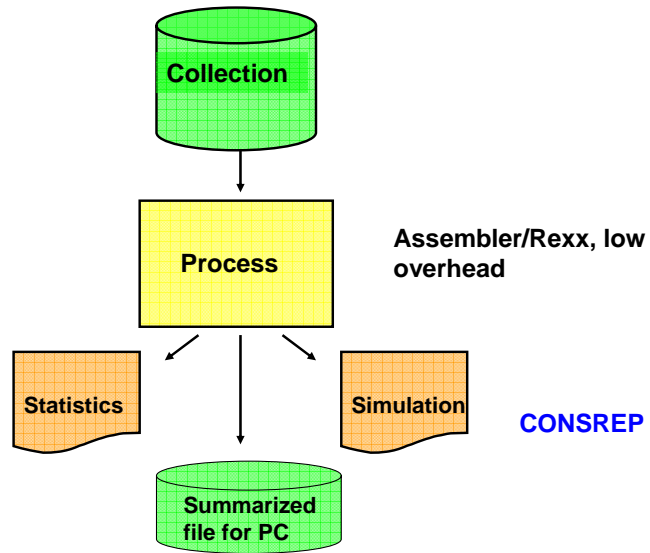 Collection
Process
Assembler/Rexx, low
overhead
Statistics
Simulation
CONSREP
Summarized
file for PC